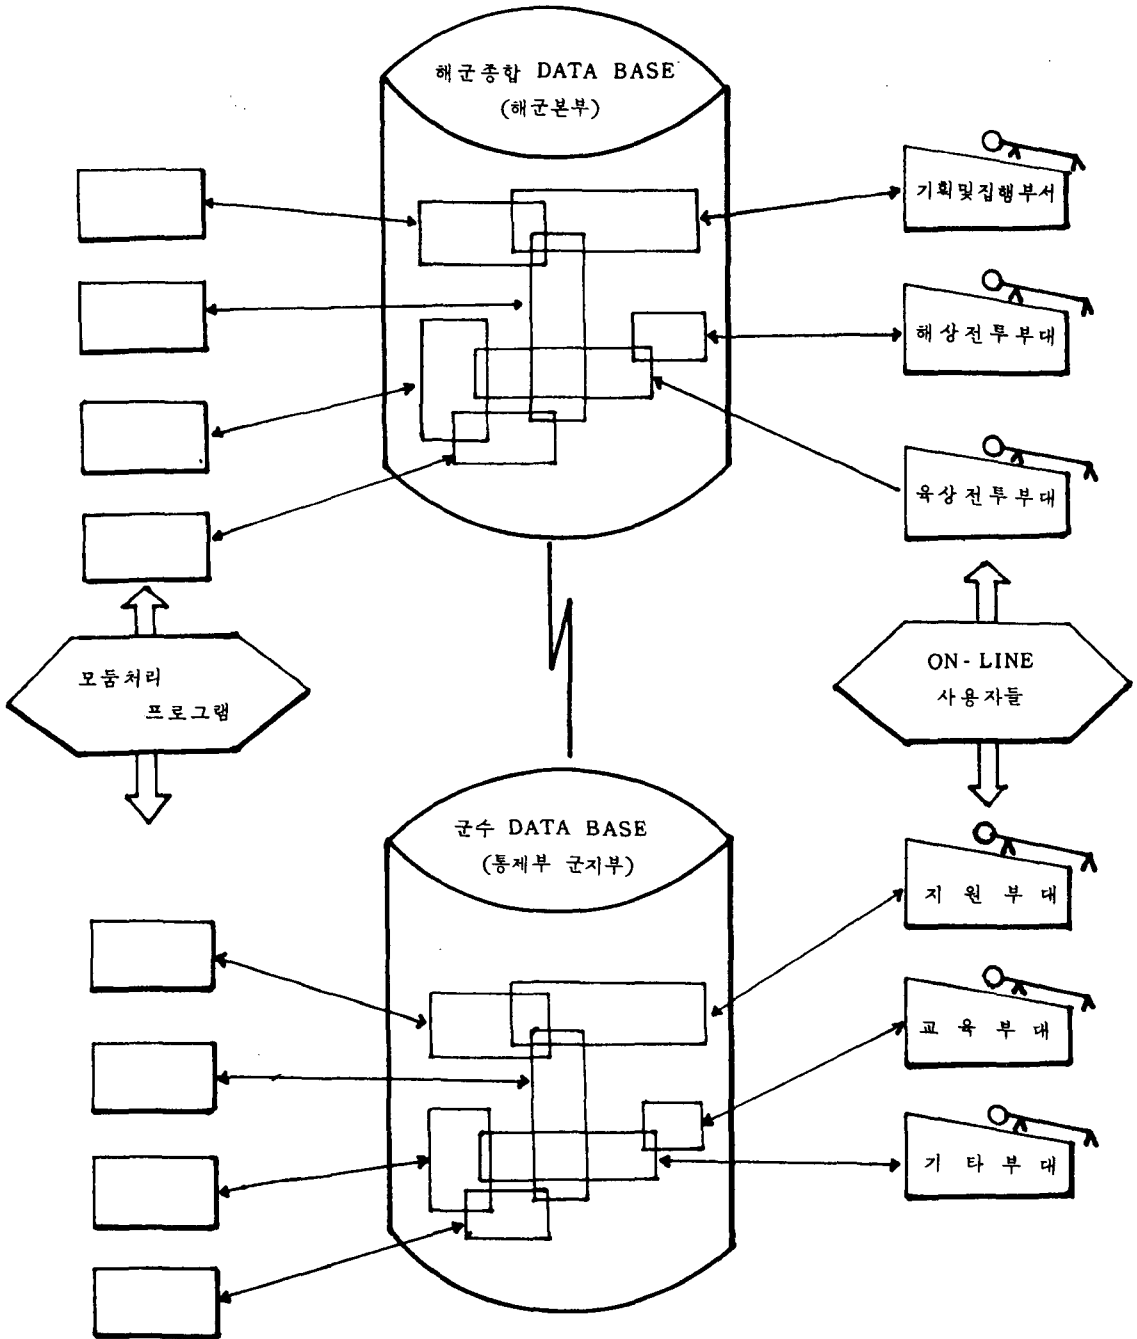 해군종합 DATA BASE
(해군본부)
기획및집행부서
해상전투부대
육상전투부대
모둠처리
프로그램
ON-LINE
사용자들
군수 DATA BASE
(통제부 군지부)
지 원 부 대
교 육 부 대
기 타 부 대